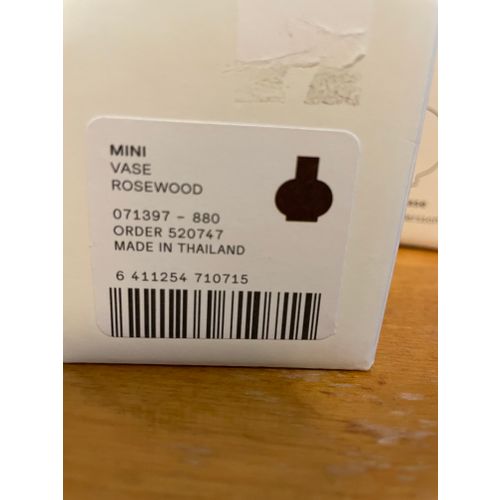 MINI
VASE
ROSEWOOD
071397 - 880
ORDER 520747
MADE IN THAILAND
6 411254 710715